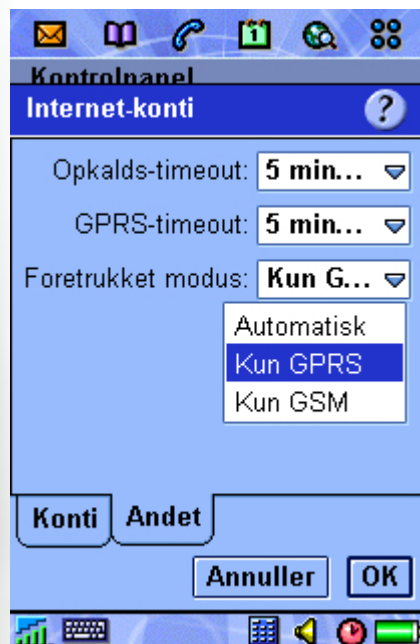 1
Kontrolpanel
Internet-konti ?
Opkalds-timeout: 5 min...
GPRS-timeout: 5 min...
Foretrukket modus: Kun G...
Automatisk
Kun GPRS
Kun GSM
Konti Andet
Annuller OK